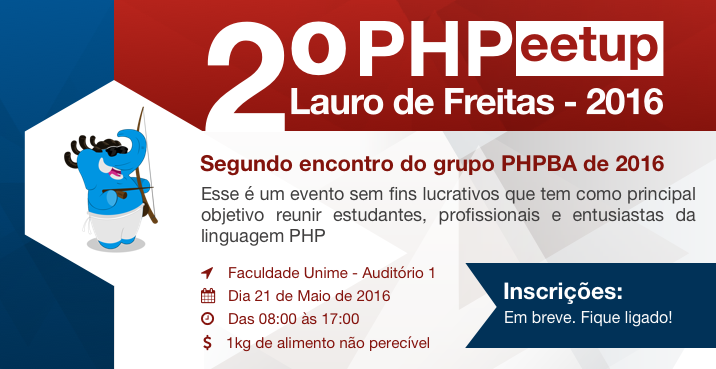 2º PHPeetup
Lauro de Freitas - 2016
Segundo encontro do grupo PHPBA de 2016
Esse é um evento sem fins lucrativos que tem como principal
objetivo reunir estudantes, profissionais e entusiastas da
linguagem PHP
Faculdade Unime - Auditório 1
Dia 21 de Maio de 2016
Das 08:00 às 17:00
$ 1kg de alimento não perecível
Inscrições:
Em breve. Fique ligado!